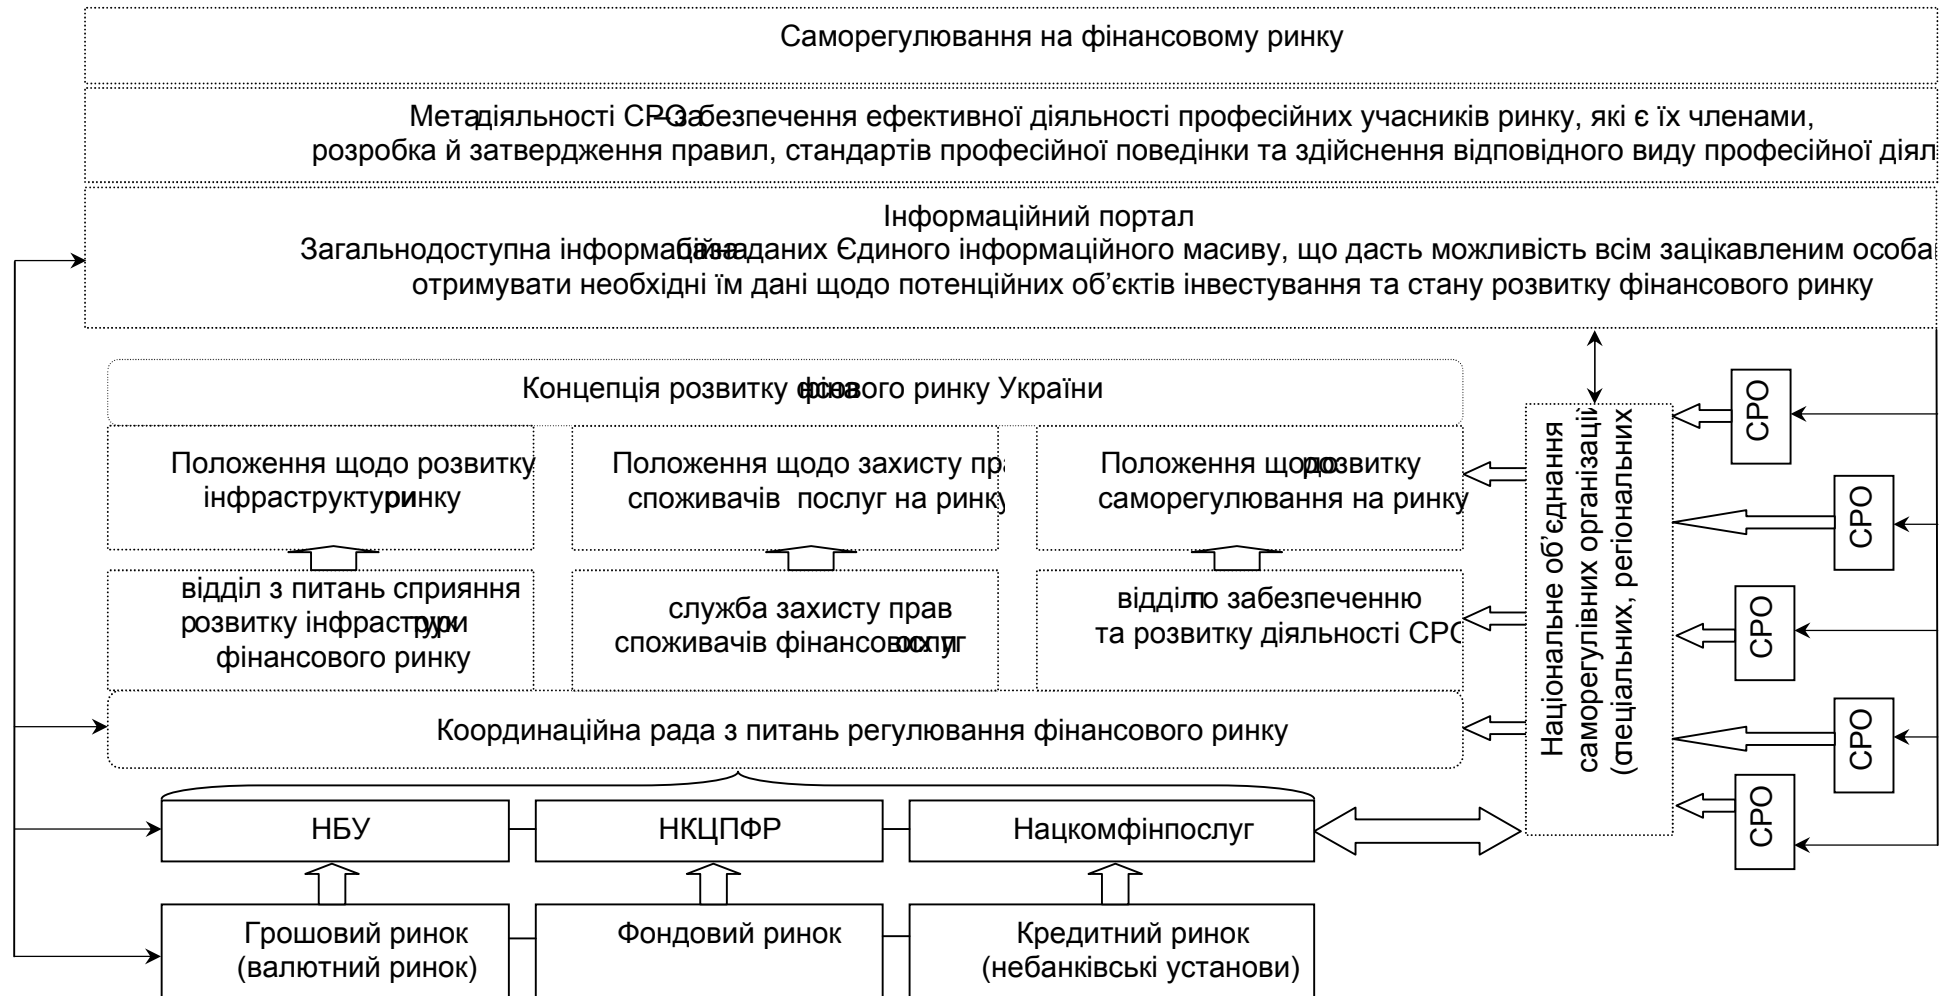 Саморегулювання на фінансовому ринку
Мета діяльності СРО – забезпечення ефективної діяльності професійних учасників ринку, які є їх членами,
розробка й затвердження правил, стандартів професійної поведінки та здійснення відповідного виду професійної діял
Інформаційний портал
Загальнодоступна інформаційна база даних Єдиного інформаційного масиву, що дасть можливість всім зацікавленим особа
отримувати необхідні їм дані щодо потенційних об’єктів інвестування та стану розвитку фінансового ринку
Концепція розвитку фінансового ринку України
Положення щодо розвитку
інфраструктури ринку
Положення щодо захисту пра
споживачів послуг на ринку
Положення щодо розвитку
саморегулювання на ринку
відділ з питань сприяння
розвитку інфраструктури
фінансового ринку
служба захисту прав
споживачів фінансових послуг
відділ по забезпеченню
та розвитку діяльності СРО
Координаційна рада з питань регулювання фінансового ринку
НБУ
НКЦПФР
Нацкомфінпослуг
Грошовий ринок
(валютний ринок)
Фондовий ринок
Кредитний ринок
(небанківські установи)
Національне об’єднання
саморегулівних організацій
(спеціальних, регіональних
СРО
СРО
СРО
СРО
СРО